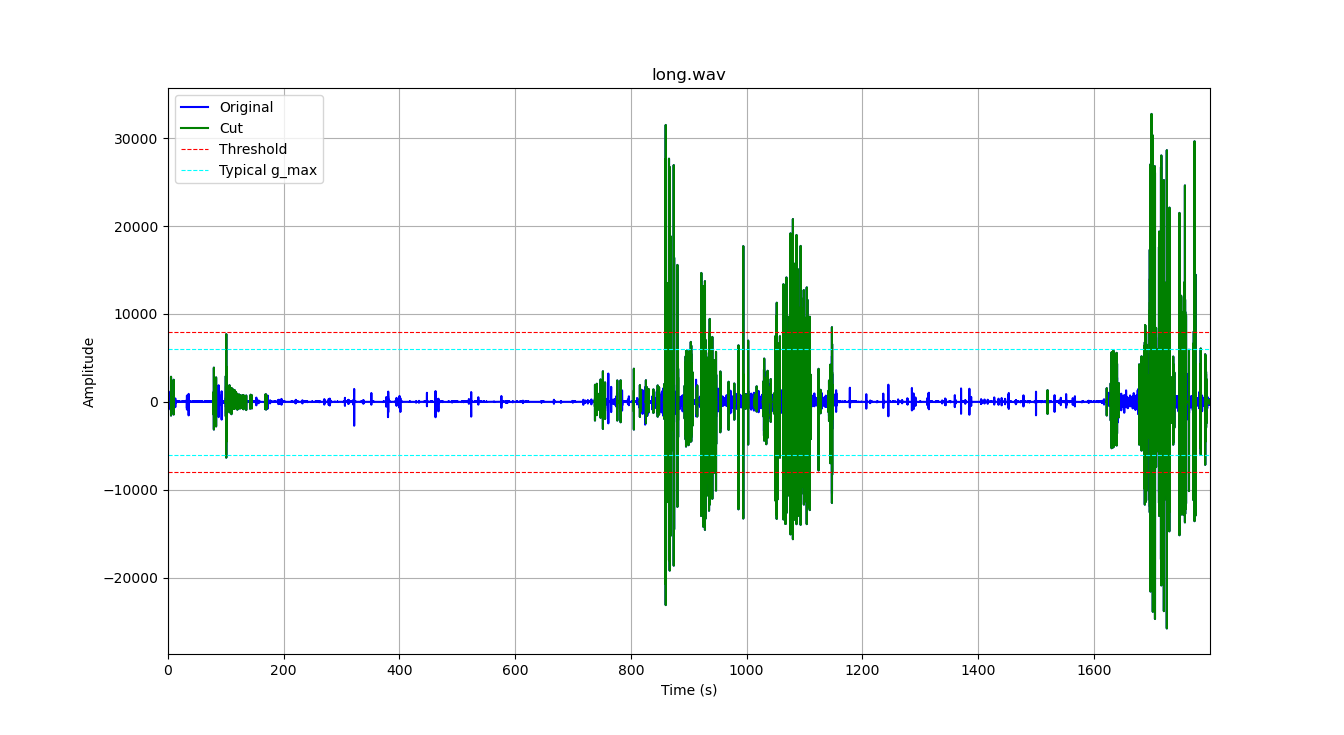 long.wav
Original
Cut
Threshold
Typical g_max
30000
20000
10000
0
−10000
−20000
Amplitude
0 200 400 600 800 1000 1200 1400 1600
Time (s)